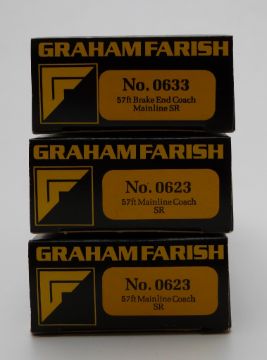 GRAHAM FARISH
No. 0633
57ft Brake End Coach
Mainline SR
GRAHAM FARISH
No. 0623
57ft Mainline Coach
SR
GRAHAM FARISH
No. 0623
57ft Mainline Coach
SR